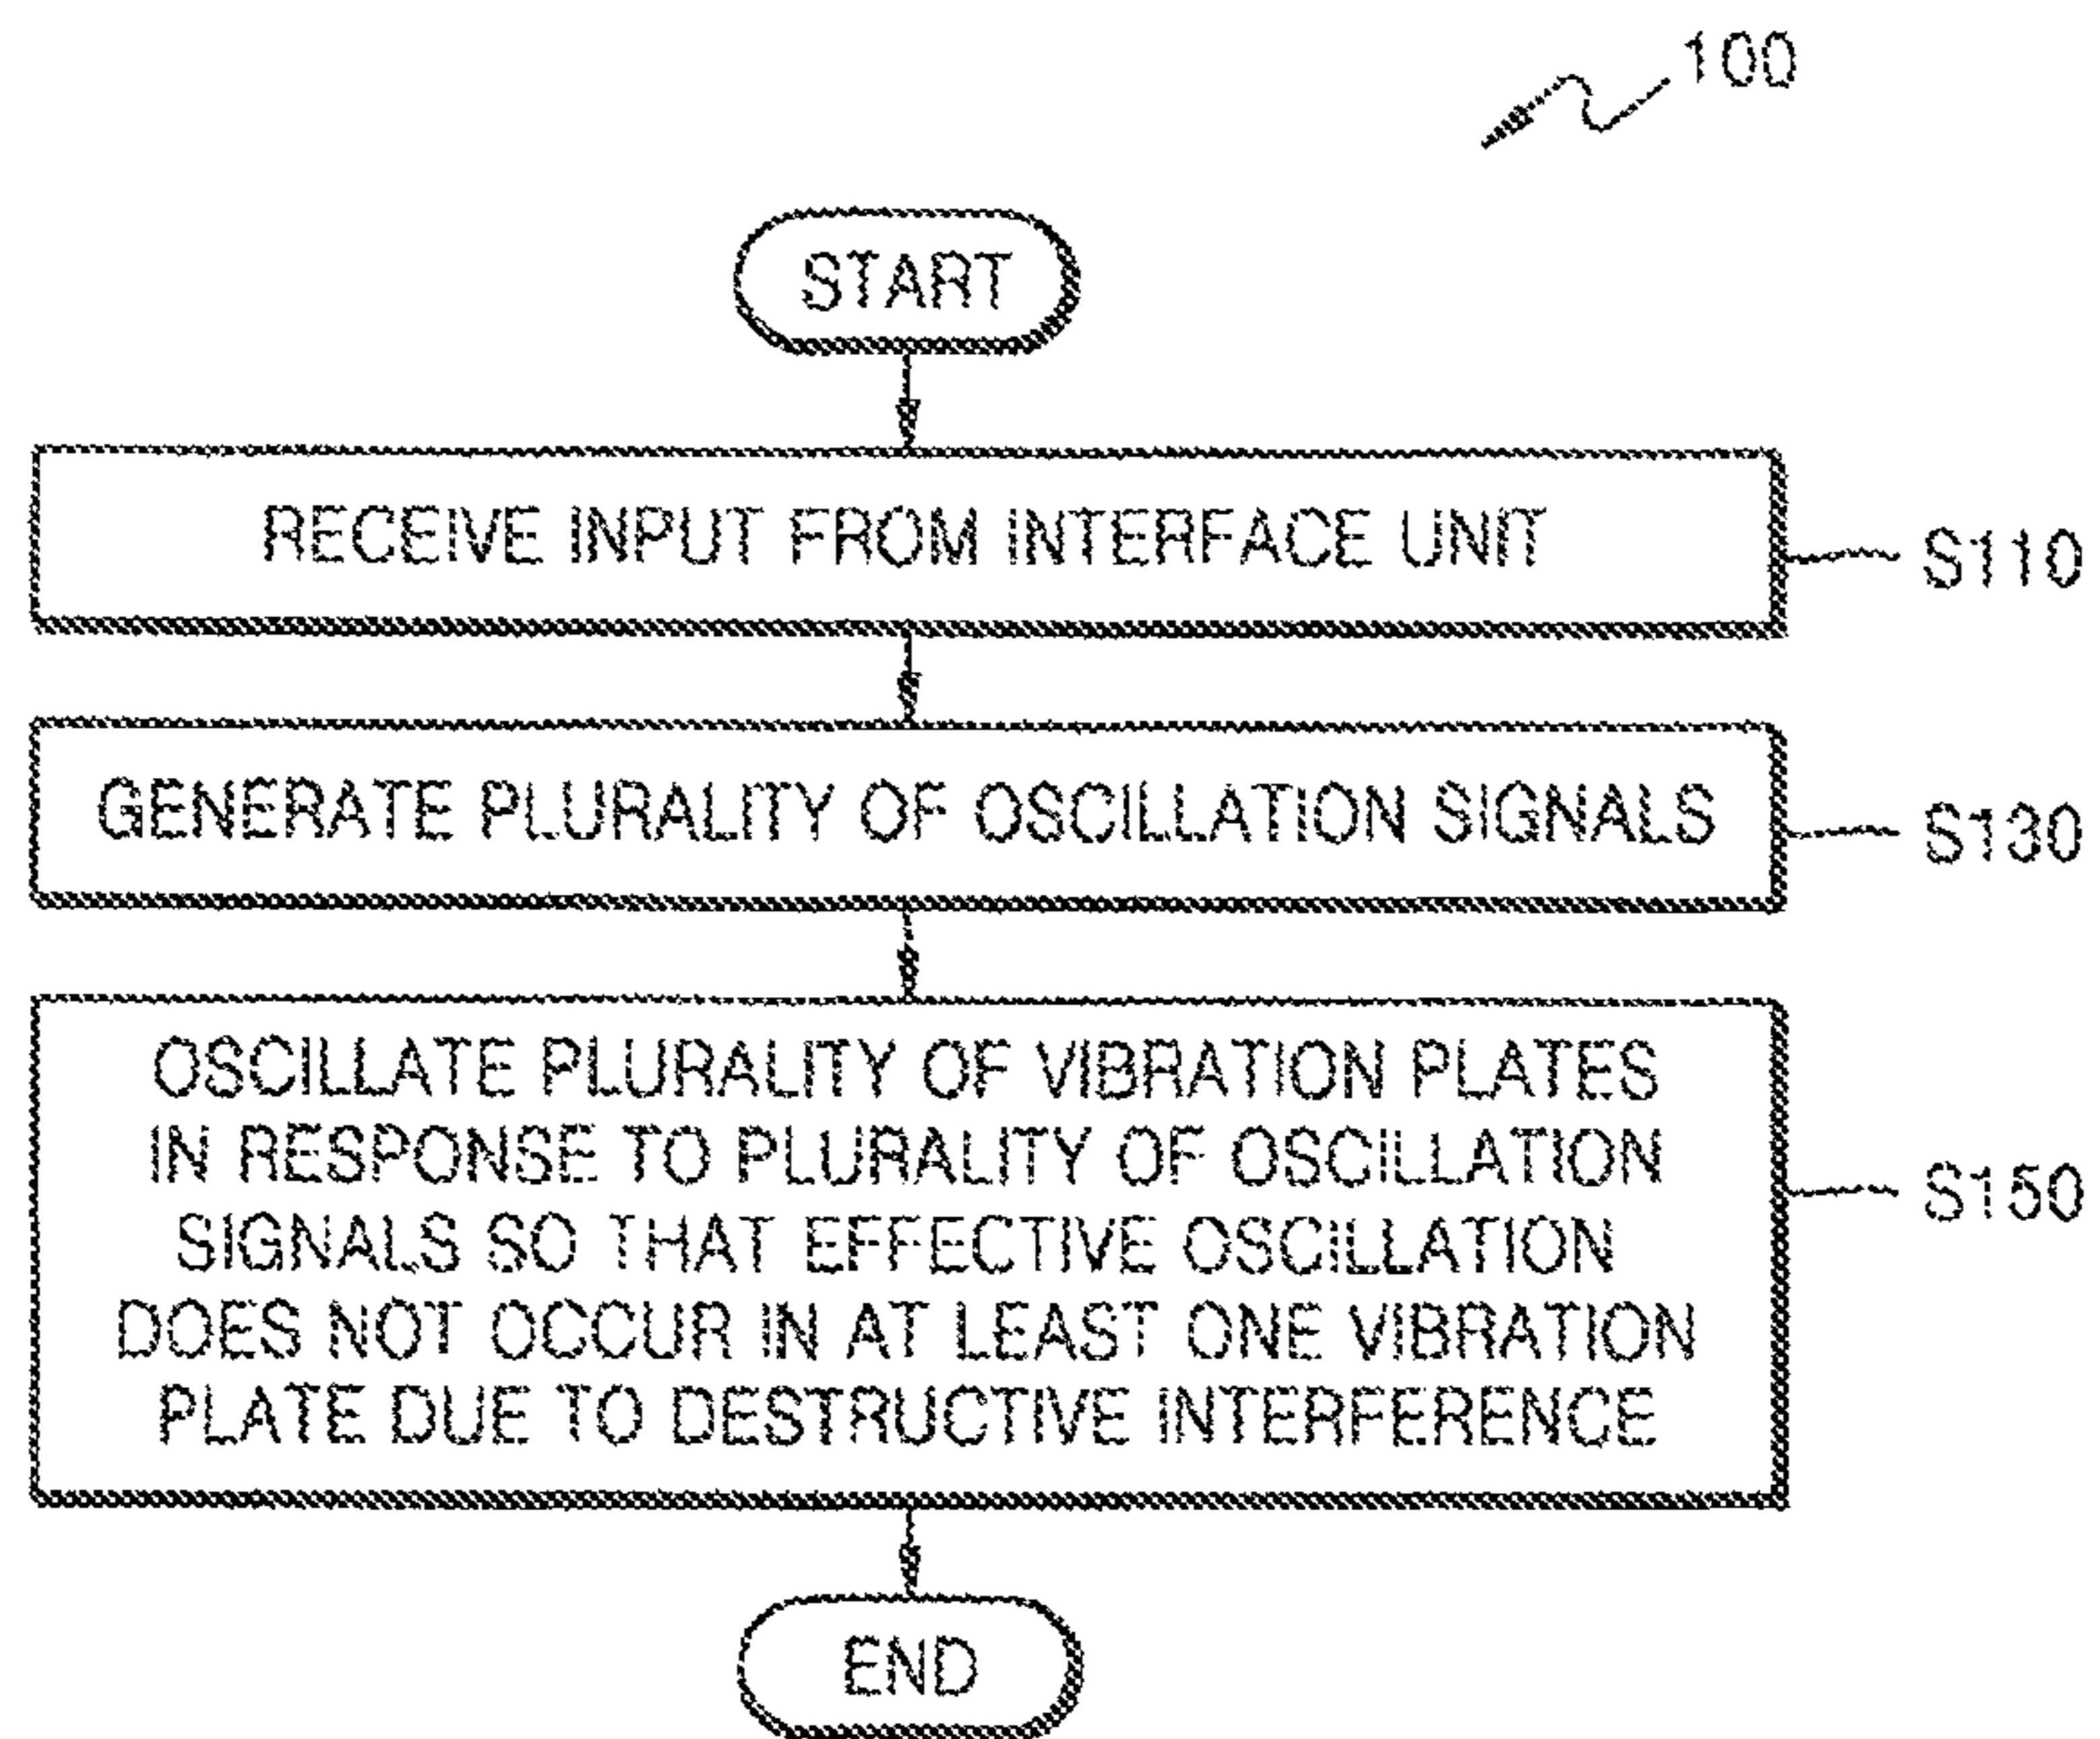 100
START
RECEIVE INPUT FROM INTERFACE UNIT
S110
GENERATE PLURALITY OF OSCILLATION SIGNALS
S130
OSCILLATE PLURALITY OF VIBRATION PLATES
IN RESPONSE TO PLURALITY OF OSCILLATION
SIGNALS SO THAT EFFECTIVE OSCILLATION
DOES NOT OCCUR IN AT LEAST ONE VIBRATION
PLATE DUE TO DESTRUCTIVE INTERFERENCE
S150
END